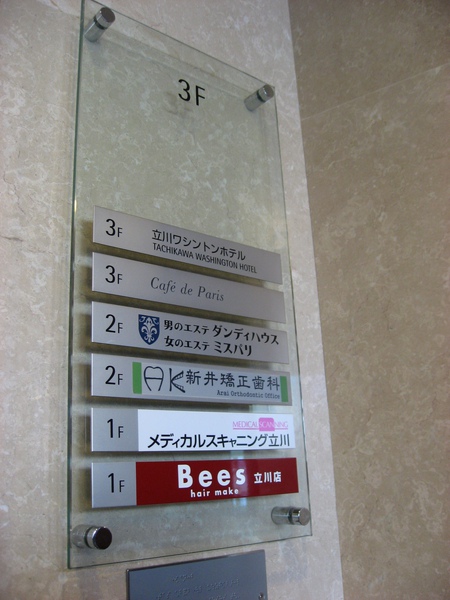 3F
3F 立川ワシントンホテル
TACHIKAWA WASHINGTON HOTEL
3F Café de Paris
2F 男のエステ ダンディハウス
女のエステ ミスパリ
2F 新井矯正歯科
Arai Orthodontic Office
MEDICAL SCANNING
1F メディカルスキャニング立川
1F Bees 立川店
hair make